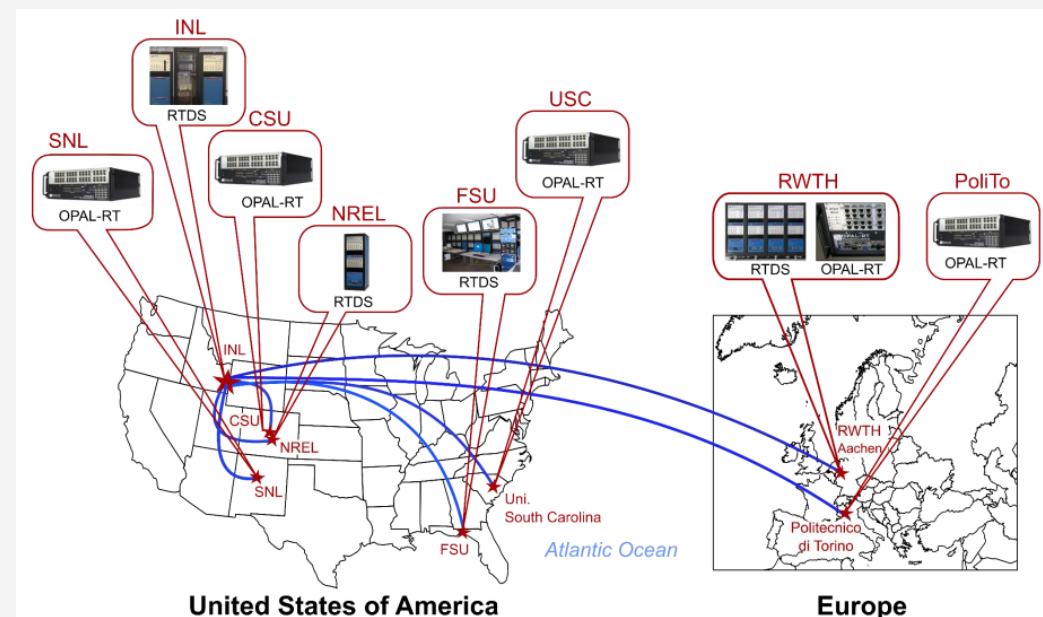 INL
RTDS
SNL
OPAL-RT
CSU
OPAL-RT
NREL
RTDS
FSU
RTDS
USC
OPAL-RT
RWTH
RTDS
OPAL-RT
OPAL-RT
PoliTo
OPAL-RT
INL
CSU
NREL
SNL
FSU
Uni.
South Carolina
Atlantic Ocean
RWTH
Aachen
Politecnico
di Torino
United States of America
Europe